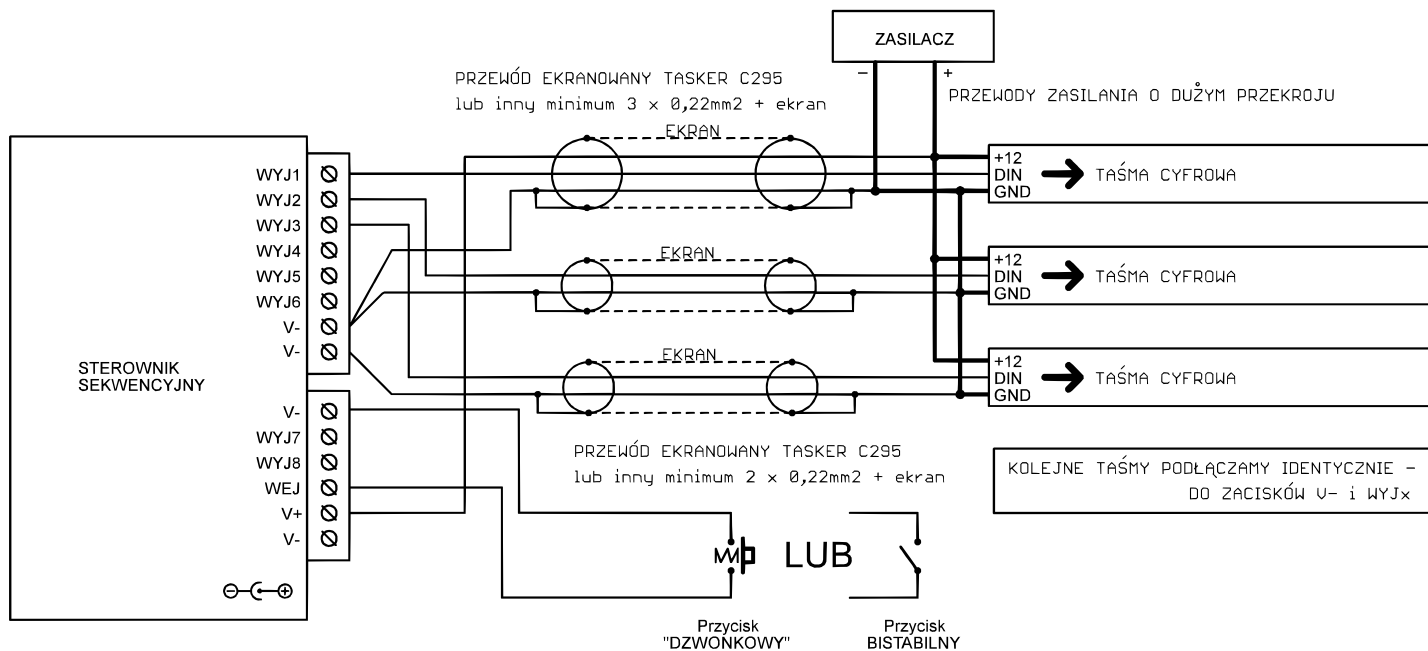 ZASILACZ
– +
PRZEWÓD EKRANOWANY TASKER C295
lub inny minimum 3 x 0,22mm2 + ekran
PRZEWODY ZASILANIA O DUŻYM PRZEKROJU
EKRAN
WYJ1
WYJ2
WYJ3
WYJ4
WYJ5
WYJ6
V-
V-
+12
DIN
GND
TAŚMA CYFROWA
EKRAN
+12
DIN
GND
TAŚMA CYFROWA
EKRAN
+12
DIN
GND
TAŚMA CYFROWA
STEROWNIK
SEKWENCYJNY
V-
WYJ7
WYJ8
WEJ
V+
V-
PRZEWÓD EKRANOWANY TASKER C295
lub inny minimum 2 x 0,22mm2 + ekran
KOLEJNE TAŚMY PODŁĄCZAMY IDENTYCZNIE –
DO ZACISKÓW V- i WYJx
LUB
Przycisk
"DZWONKOWY"
Przycisk
BISTABILNY